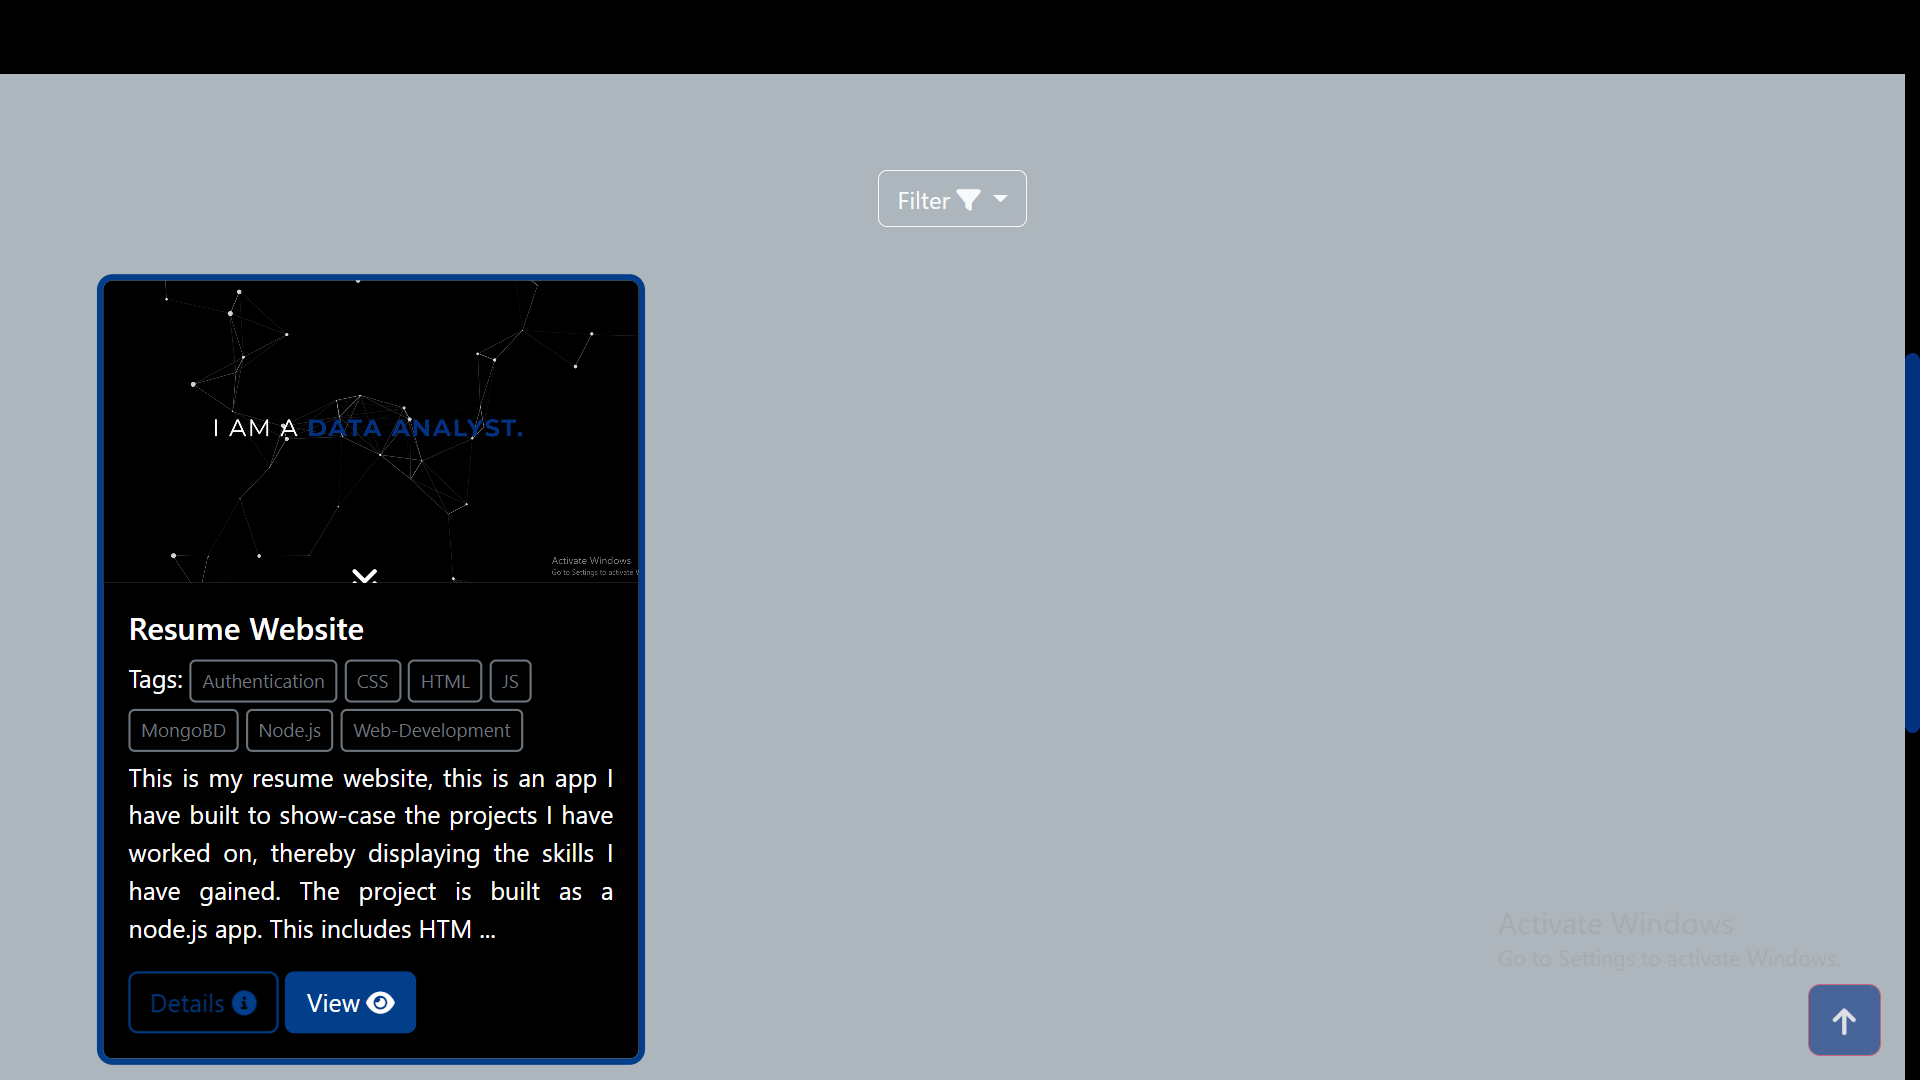 Filter
I AM A DATA ANALYST.
Activate Windows
Go to Settings to activate W
Resume Website
Tags: Authentication CSS HTML JS
MongoBD Node.js Web-Development
This is my resume website, this is an app I
have built to show-case the projects I have
worked on, thereby displaying the skills I
have gained. The project is built as a
node.js app. This includes HTM ...
Details View
Activate Windows
Go to Settings to activate Windows.